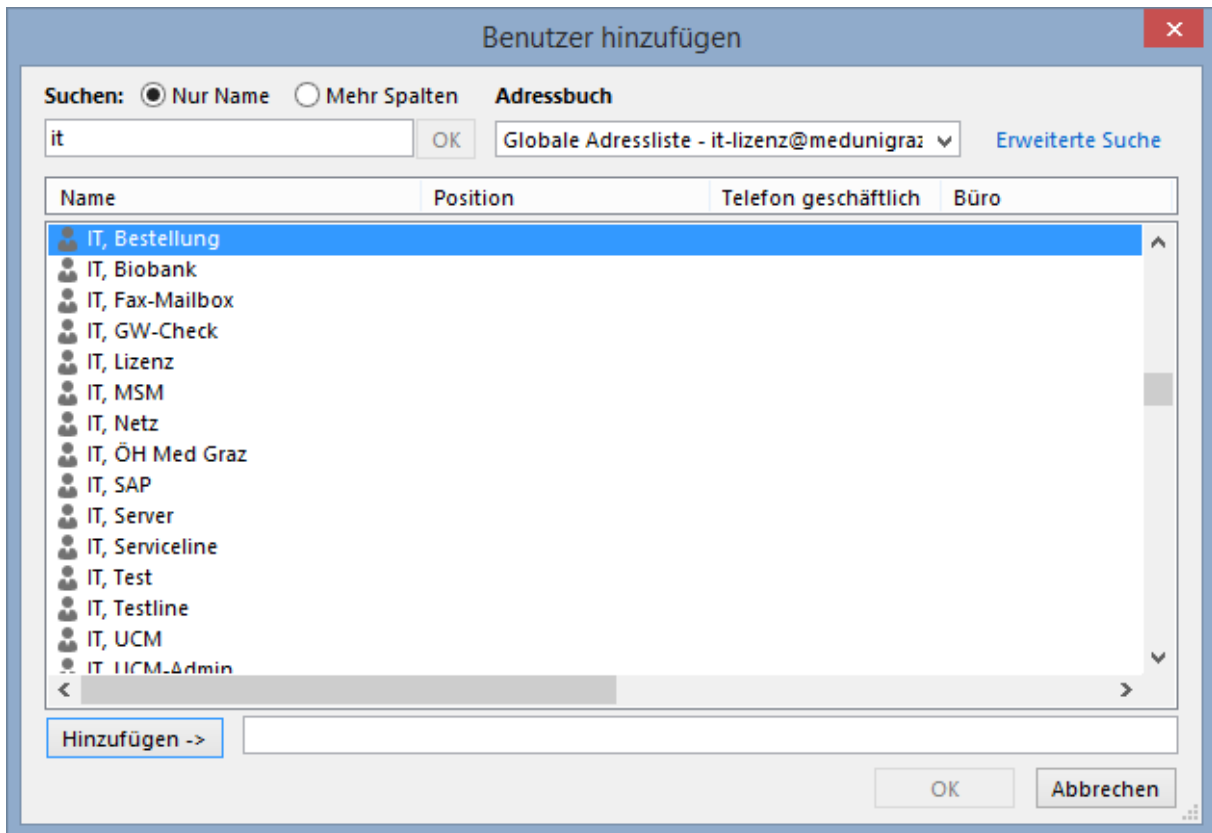 Benutzer hinzufügen
Suchen: Nur Name Mehr Spalten Adressbuch
it OK Globale Adressliste - it-lizenz@medunigraz Erweiterte Suche
Name Position Telefon geschäftlich Büro
IT, Bestellung
IT, Biobank
IT, Fax-Mailbox
IT, GW-Check
IT, Lizenz
IT, MSM
IT, Netz
IT, ÖH Med Graz
IT, SAP
IT, Server
IT, Serviceline
IT, Test
IT, Testline
IT, UCM
IT, UCM-Admin
Hinzufügen ->
OK Abbrechen